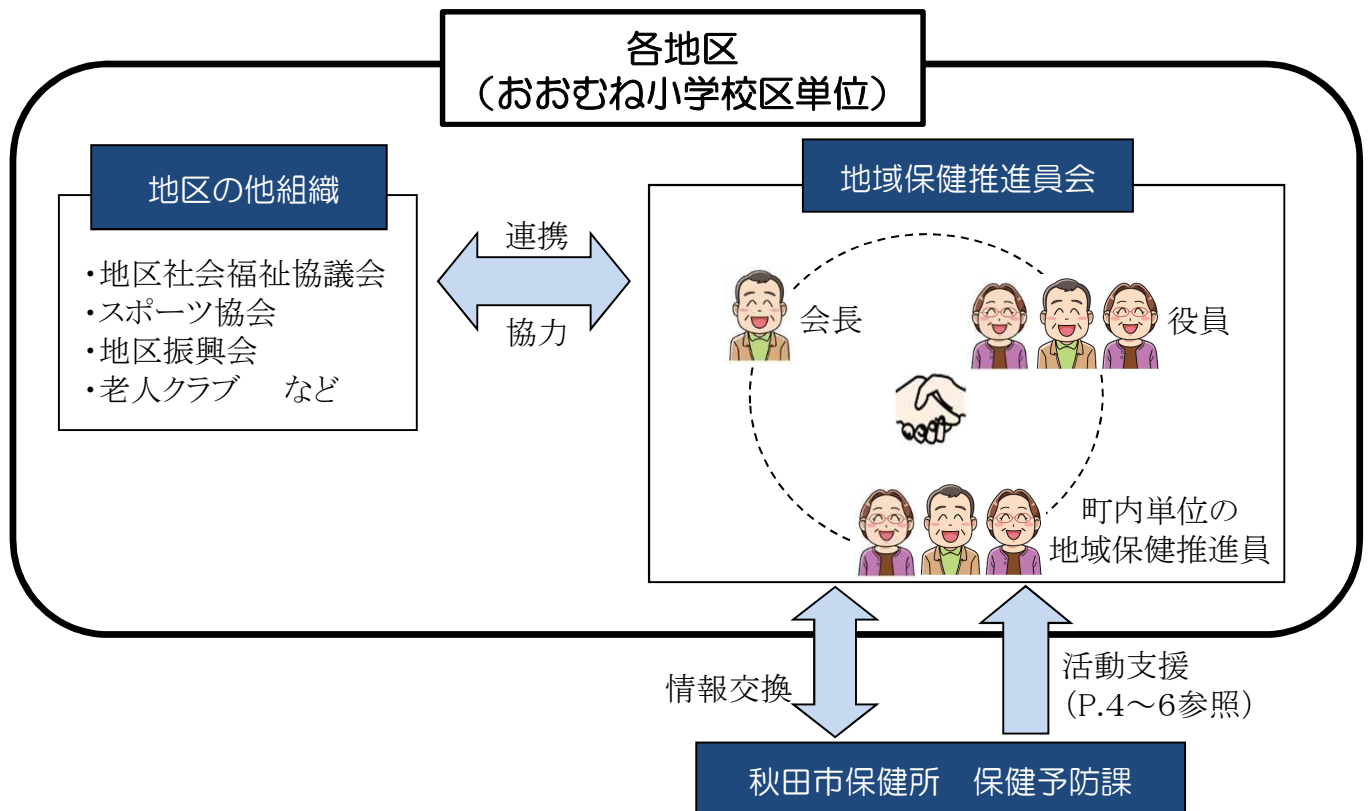 各地区
（おおむね小学校区単位）
地区の他組織
・地区社会福祉協議会
・スポーツ協会
・地区振興会
・老人クラブ　など
連携
協力
地域保健推進員会
会長
役員
町内単位の
地域保健推進員
情報交換
活動支援
（P.4～6参照）
秋田市保健所　保健予防課